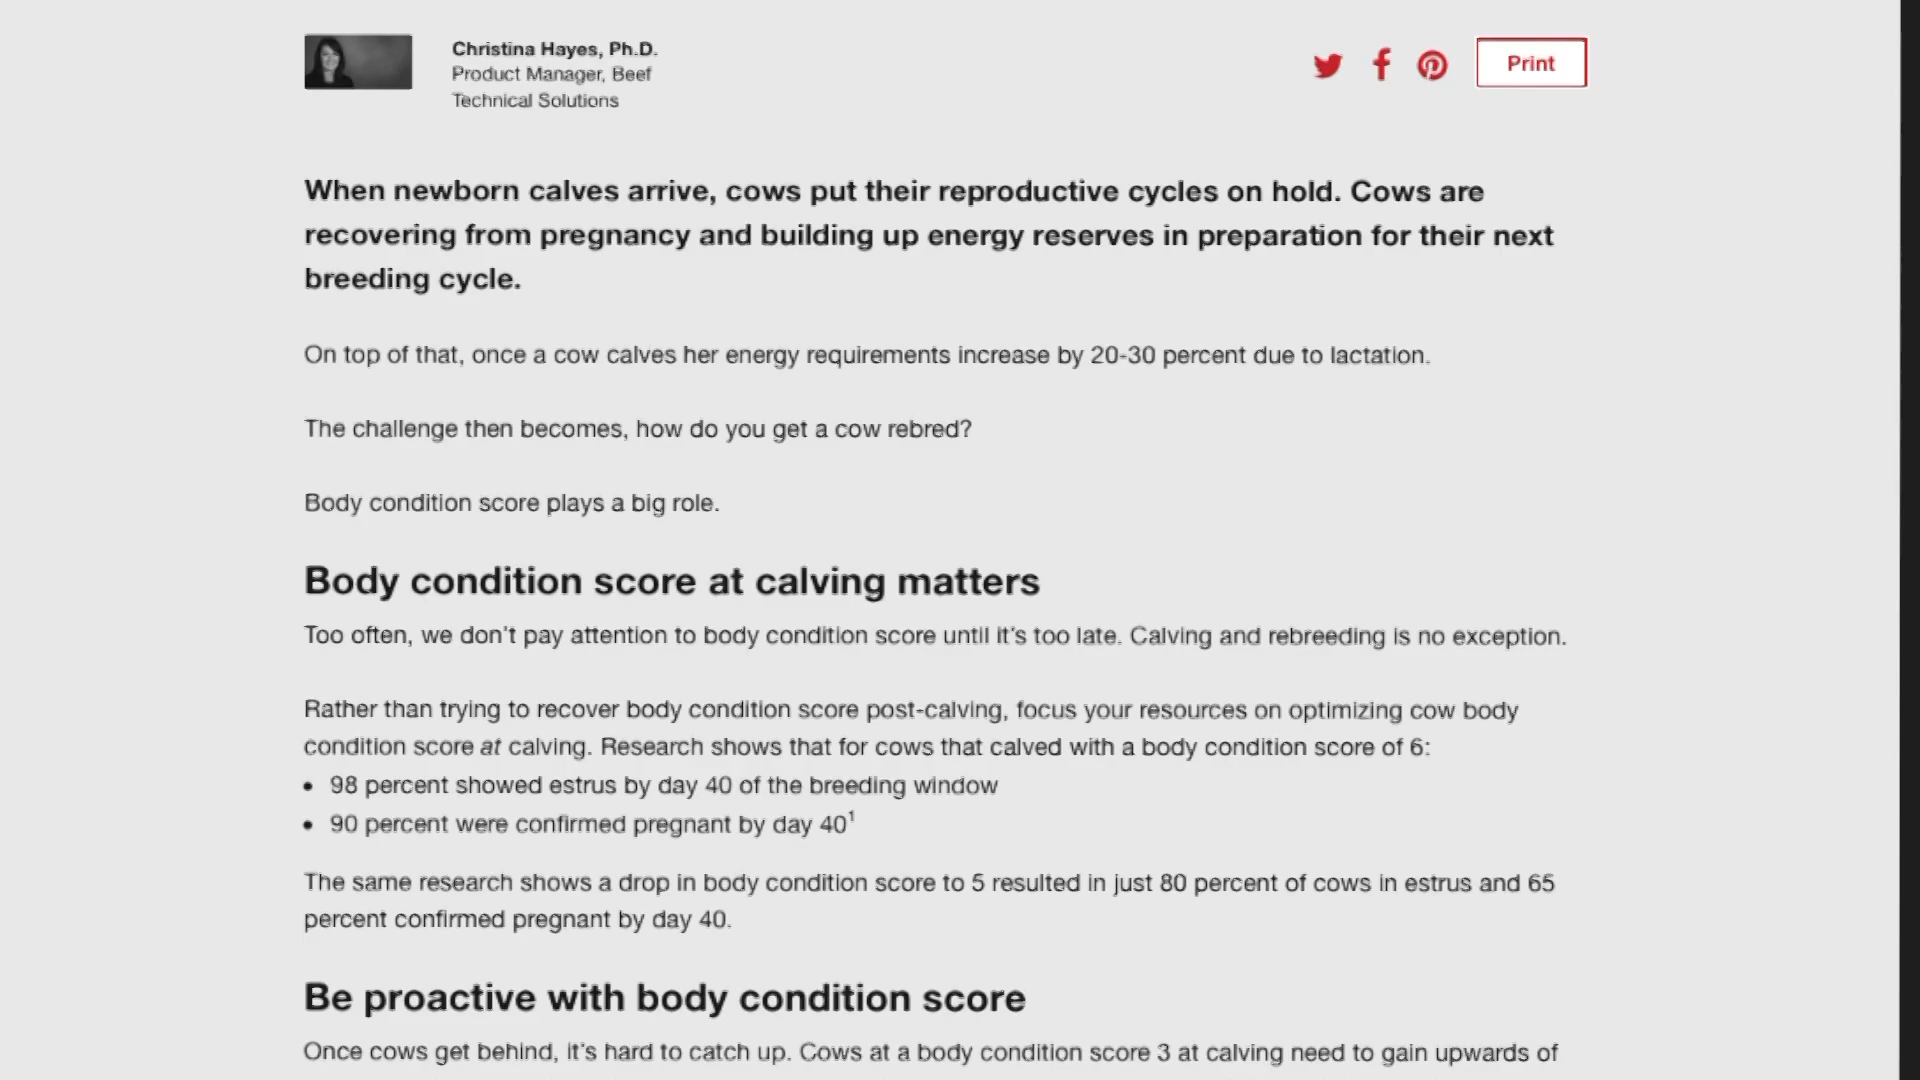 Christina Hayes, Ph.D.
Product Manager, Beef
Technical Solutions
Print
When newborn calves arrive, cows put their reproductive cycles on hold. Cows are
recovering from pregnancy and building up energy reserves in preparation for their next
breeding cycle.
On top of that, once a cow calves her energy requirements increase by 20-30 percent due to lactation.
The challenge then becomes, how do you get a cow rebred?
Body condition score plays a big role.
Body condition score at calving matters
Too often, we don't pay attention to body condition score until it's too late. Calving and rebreeding is no exception.
Rather than trying to recover body condition score post-calving, focus your resources on optimizing cow body
condition score at calving. Research shows that for cows that calved with a body condition score of 6:
• 98 percent showed estrus by day 40 of the breeding window
• 90 percent were confirmed pregnant by day 40¹
The same research shows a drop in body condition score to 5 resulted in just 80 percent of cows in estrus and 65
percent confirmed pregnant by day 40.
Be proactive with body condition score
Once cows get behind, it's hard to catch up. Cows at a body condition score 3 at calving need to gain upwards of